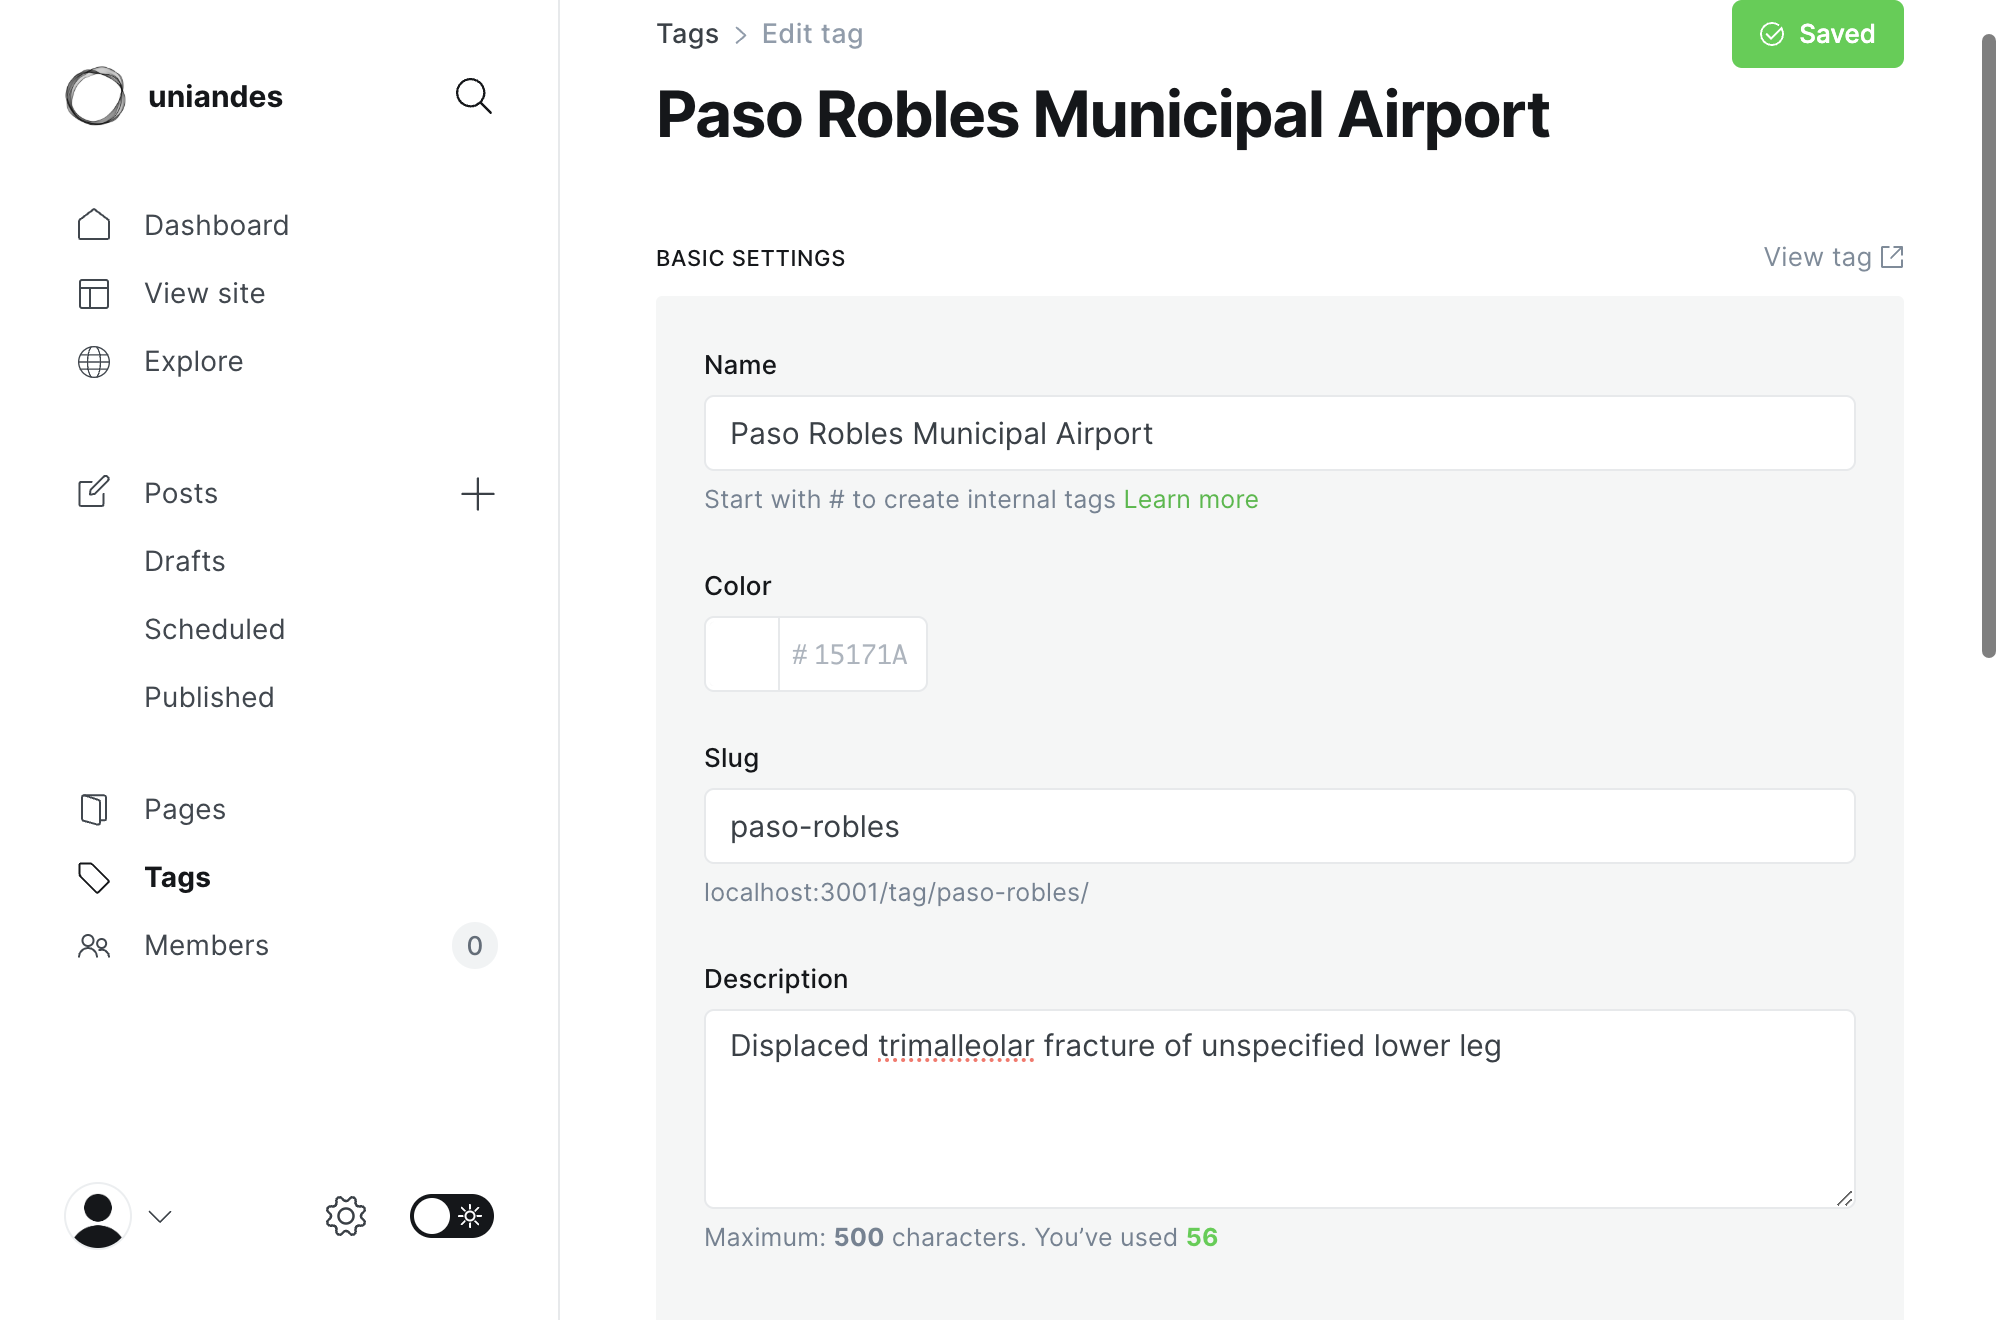 uniandes
Dashboard
View site
Explore
Posts
Drafts
Scheduled
Published
Pages
Tags
Members
0
Tags > Edit tag
Saved
Paso Robles Municipal Airport
BASIC SETTINGS
View tag
Name
Paso Robles Municipal Airport
Start with # to create internal tags Learn more
Color
# 15171A
Slug
paso-robles
localhost:3001/tag/paso-robles/
Description
Displaced trimalleolar fracture of unspecified lower leg
Maximum: 500 characters. You’ve used 56